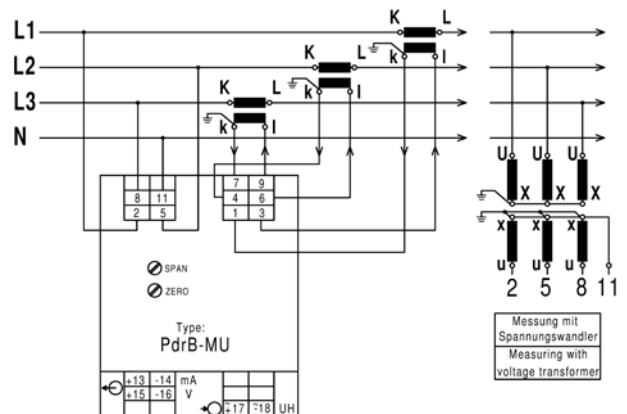 K L
L1
k l
K L
L2
k l
K L
L3
k l
N
U U U
X X X
x x x
u u u
2 5 8 11
8 11
2 5
7 9
4 6
1 3
SPAN
ZERO
Type:
PdrB-MU
Messung mit
Spannungswandler
Measuring with
voltage transformer
+13 -14 mA
+15 -16 V
~17 ~18 UH